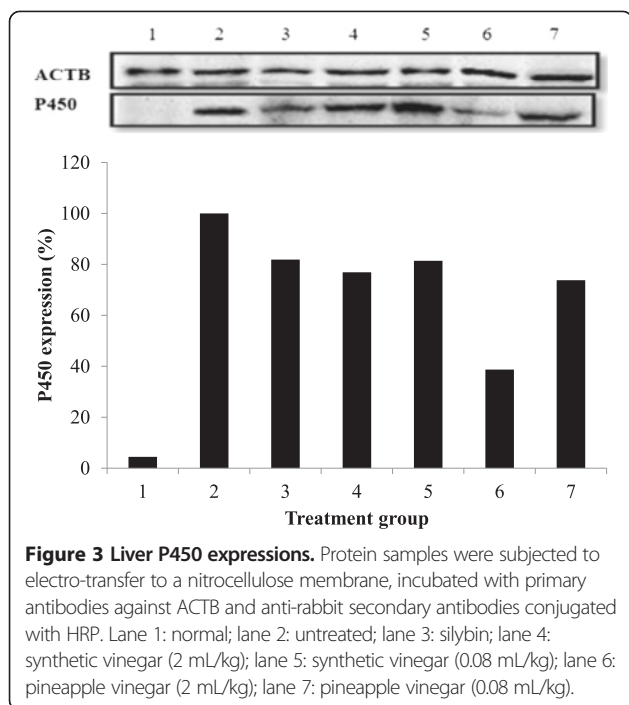 1 2 3 4 5 6 7
ACTB
P450
120
100
80
60
40
20
0
P450 expression (%)
1 2 3 4 5 6 7
Treatment group
Figure 3 Liver P450 expressions. Protein samples were subjected to
electro-transfer to a nitrocellulose membrane, incubated with primary
antibodies against ACTB and anti-rabbit secondary antibodies conjugated
with HRP. Lane 1: normal; lane 2: untreated; lane 3: silybin; lane 4:
synthetic vinegar (2 mL/kg); lane 5: synthetic vinegar (0.08 mL/kg); lane 6:
pineapple vinegar (2 mL/kg); lane 7: pineapple vinegar (0.08 mL/kg).